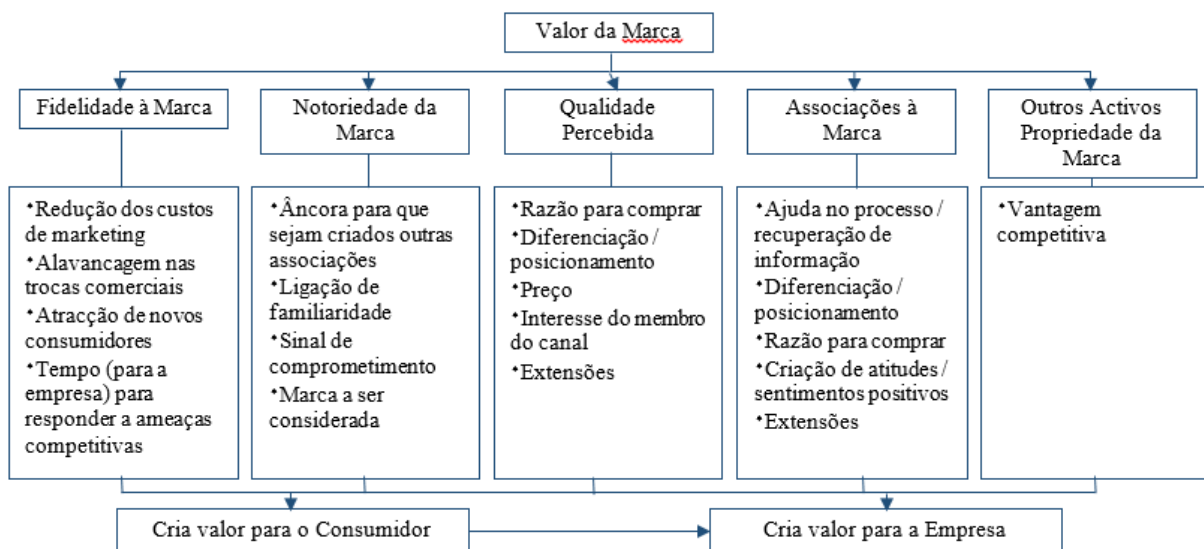 Valor da Marca
Fidelidade à Marca
Notoriedade da
Marca
Qualidade
Percebida
Associações à
Marca
Outros Activos
Propriedade da
Marca
•Redução dos custos
de marketing
•Alavancagem nas
trocas comerciais
•Atracção de novos
consumidores
•Tempo (para a
empresa) para
responder a ameaças
competitivas
•Âncora para que
sejam criados outras
associações
•Ligação de
familiaridade
•Sinal de
comprometimento
•Marca a ser
considerada
•Razão para comprar
•Diferenciação /
posicionamento
•Preço
•Interesse do membro
do canal
•Extensões
•Ajuda no processo /
recuperação de
informação
•Diferenciação /
posicionamento
•Razão para comprar
•Criação de atitudes /
sentimentos positivos
•Extensões
•Vantagem
competitiva
Cria valor para o Consumidor
Cria valor para a Empresa